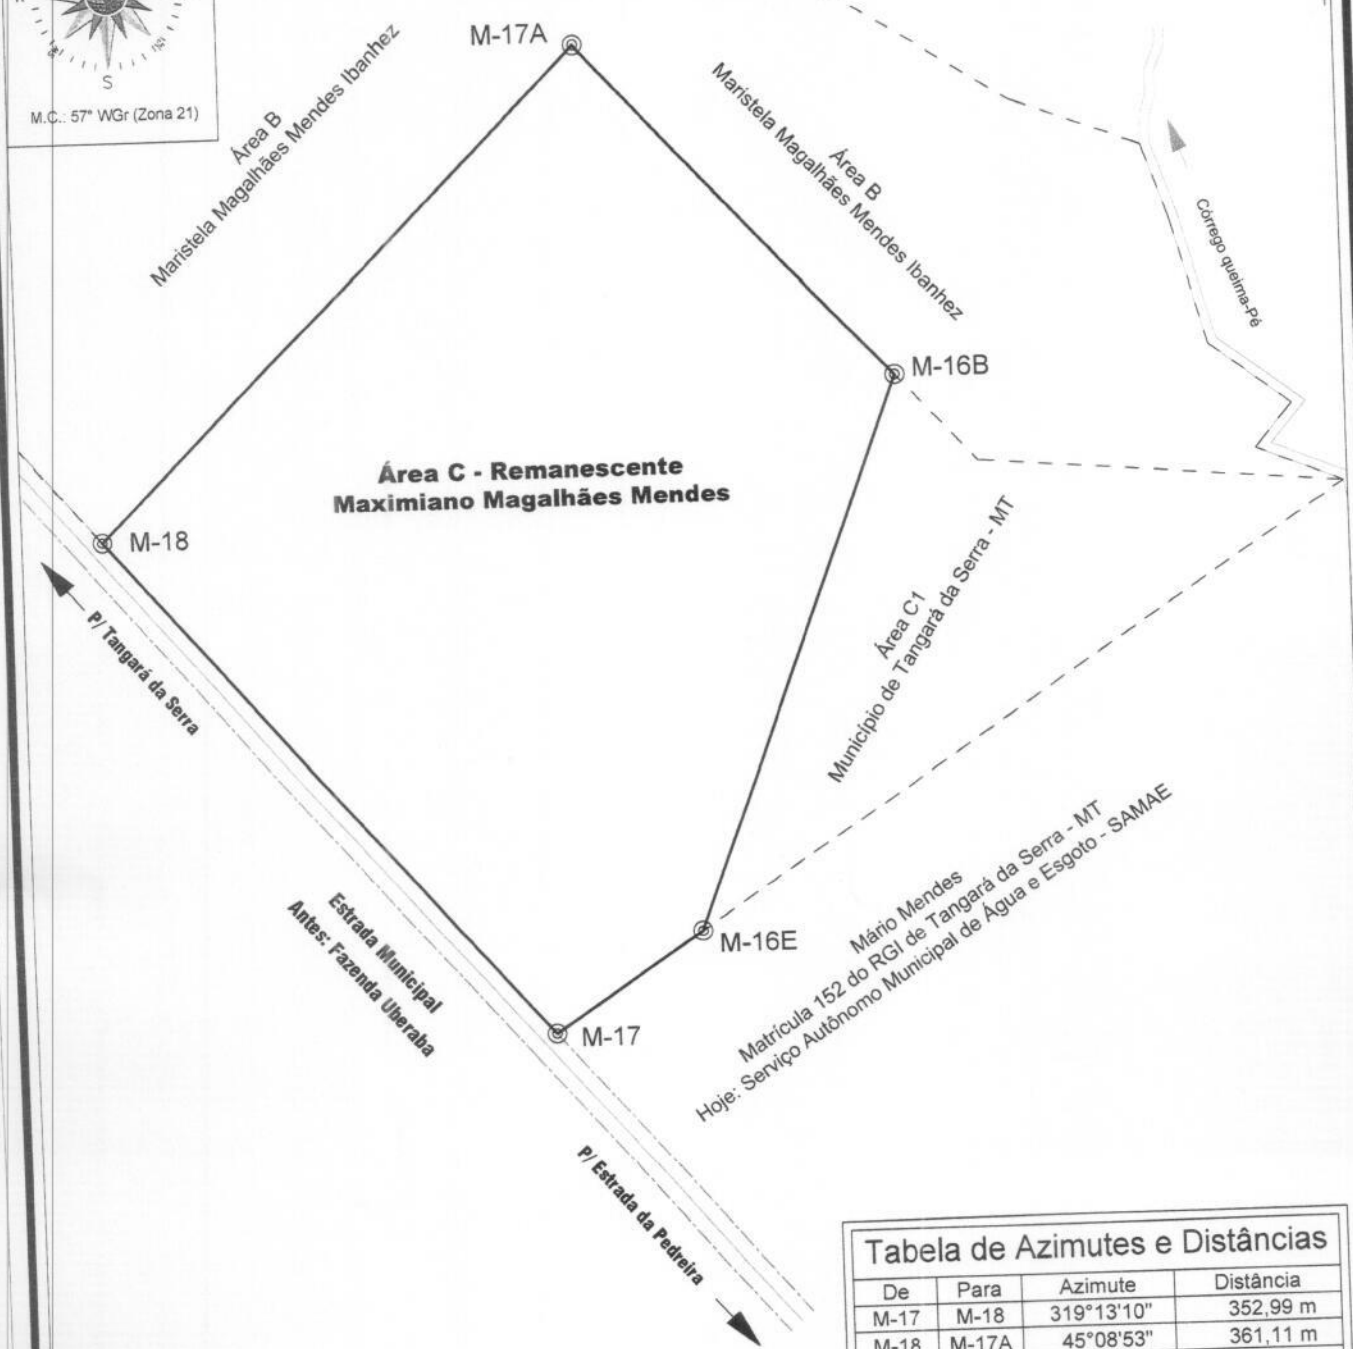 S
M.C.: 57° WGr (Zona 21)
Área B
Maristela Magalhães Mendes Ibanhez
M-17A
Área B
Maristela Magalhães Mendes Ibanhez
Córrego queima-Pé
M-16B
Área C - Remanescente
Maximiano Magalhães Mendes
M-18
P/ Tangará da Serra
Área C1
Município de Tangará da Serra - MT
Estrada Municipal
Antes: Fazenda Uberaba
M-16E
M-17
Mário Mendes
Matrícula 152 do RGI de Tangará da Serra - MT
Hoje: Serviço Autônomo Municipal de Água e Esgoto - SAMAE
P/ Estrada da Pedreira
Tabela de Azimutes e Distâncias
De Para Azimute Distância
M-17 M-18 319°13'10" 352,99 m
M-18 M-17A 45°08'53" 361,11 m